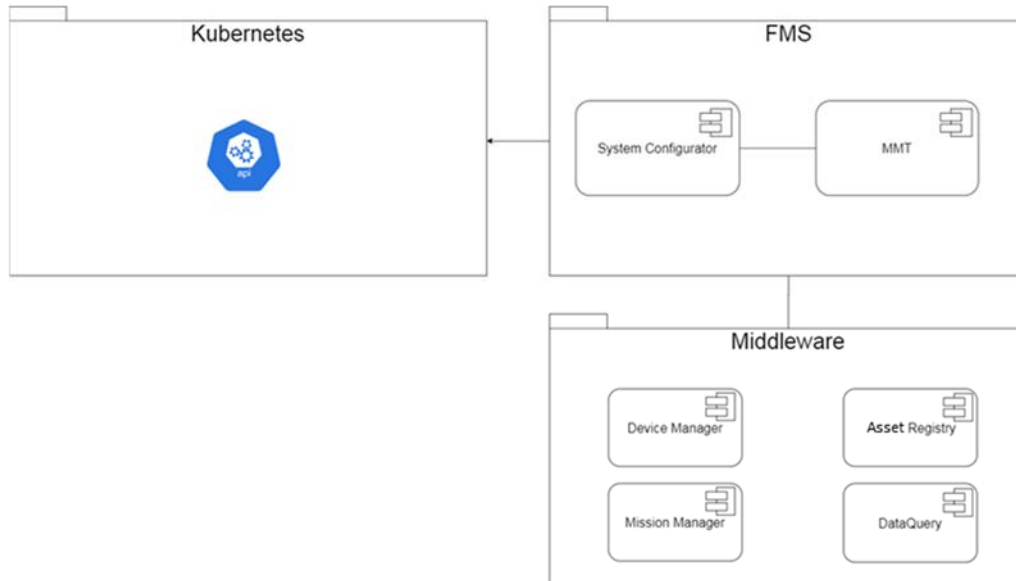 Kubernetes
api
FMS
System Configurator
MMT
Middleware
Device Manager
Asset Registry
Mission Manager
DataQuery